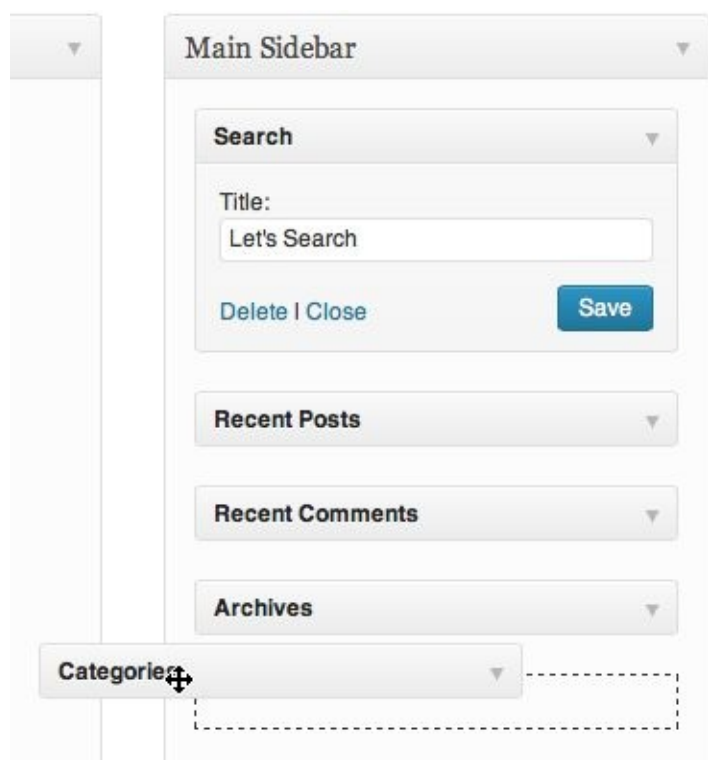 Main Sidebar
Search
Title:
Let's Search
Delete | Close
Save
Recent Posts
Recent Comments
Archives
Categories